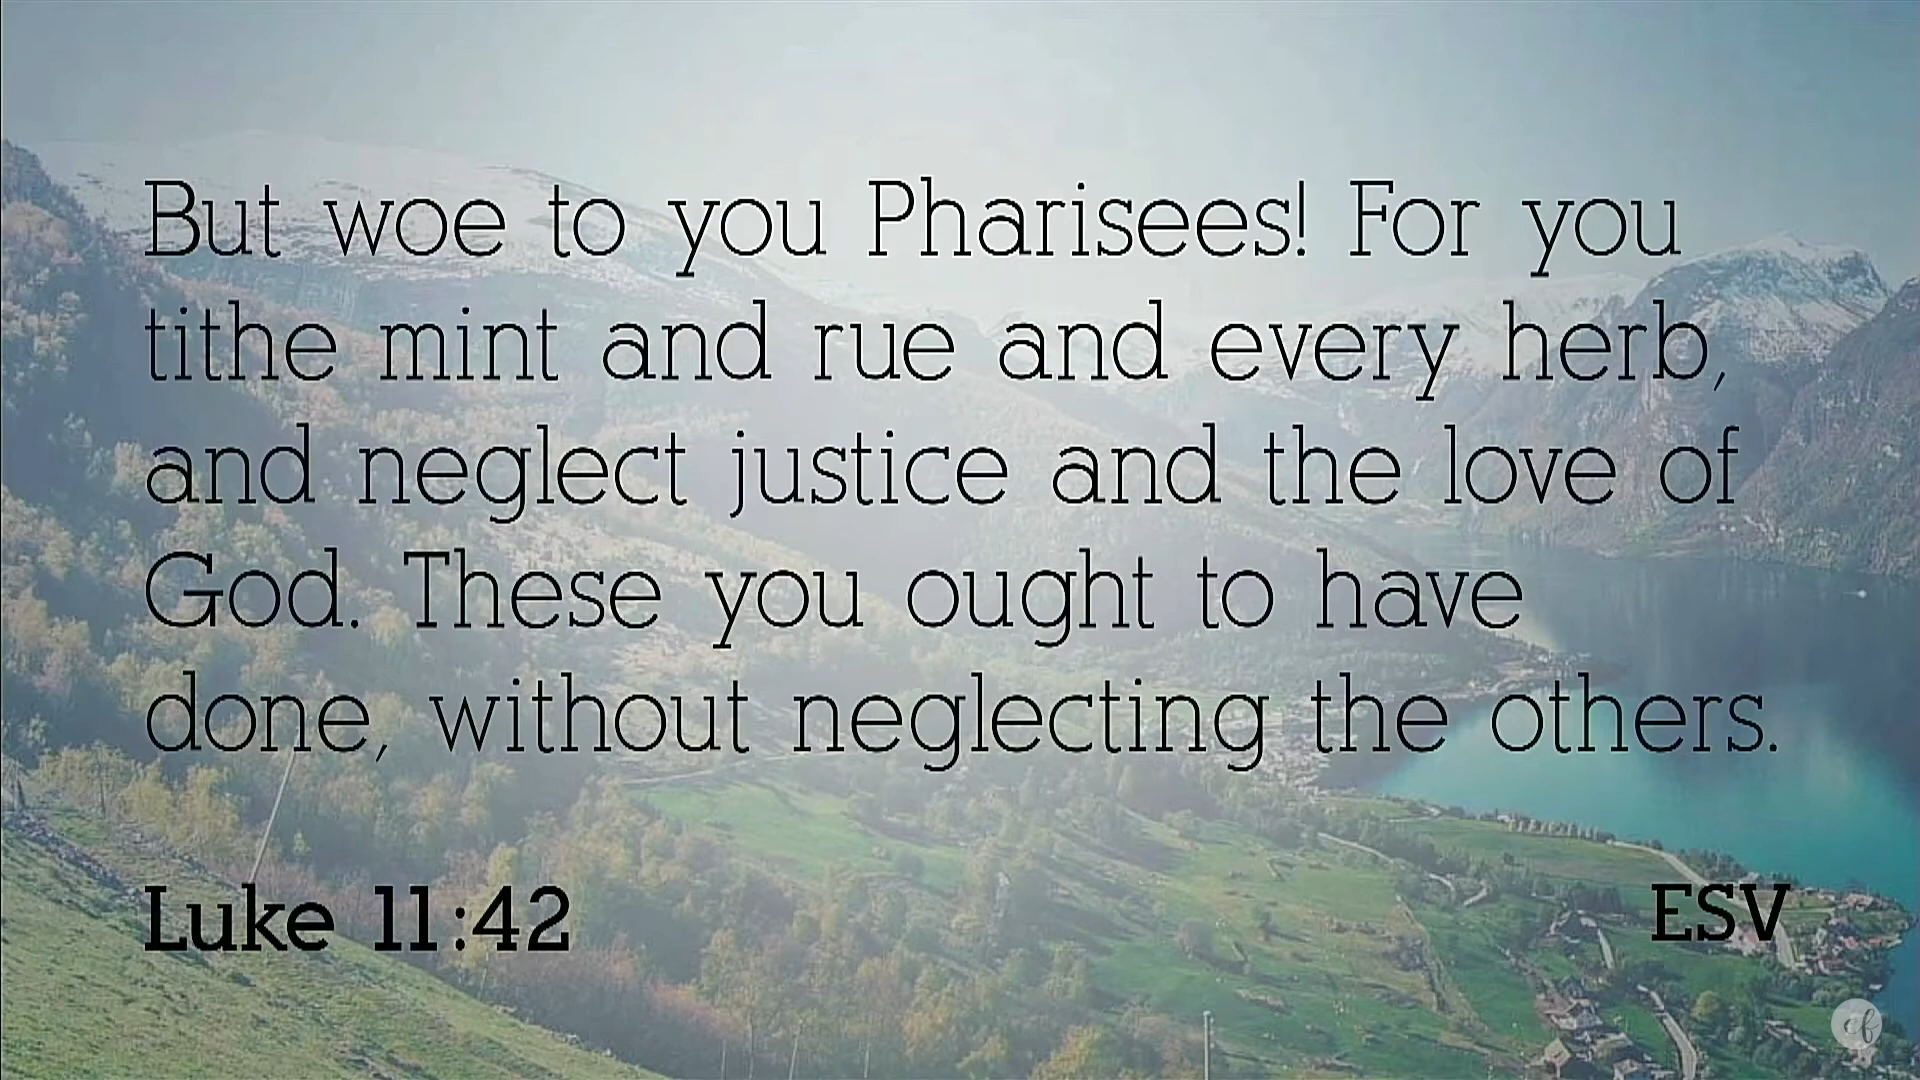 But woe to you Pharisees! For you
tithe mint and rue and every herb,
and neglect justice and the love of
God. These you ought to have
done, without neglecting the others.
Luke 11:42
ESV
cf